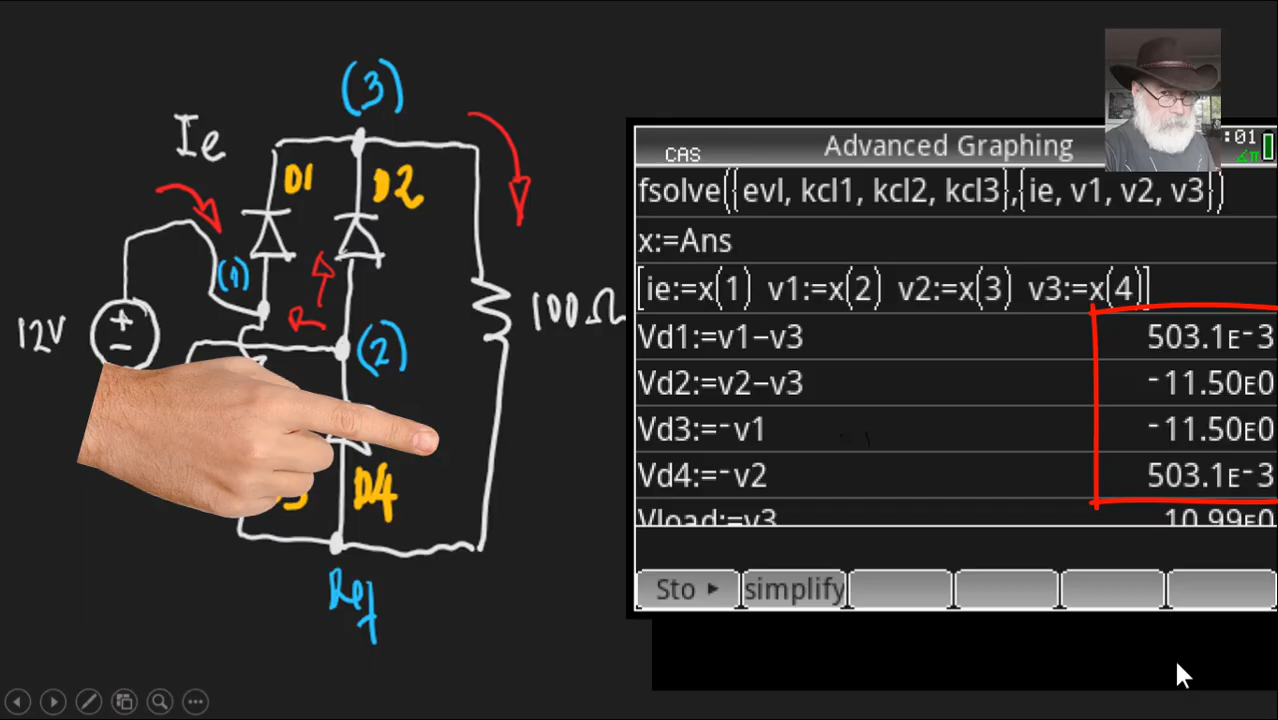 (3)
Ie
D1
D2
(1)
12V
100Ω
(2)
D4
Ref
:01
CAS
Advanced Graphing
fsolve({evl, kcl1, kcl2, kcl3},{ie, v1, v2, v3})
x:=Ans
[ie:=x(1) v1:=x(2) v2:=x(3) v3:=x(4)]
Vd1:=v1−v3 503.1E-3
Vd2:=v2−v3 -11.50E0
Vd3:=-v1 -11.50E0
Vd4:=-v2 503.1E-3
Vload:=v3 10.99E0
Sto ▸
simplify